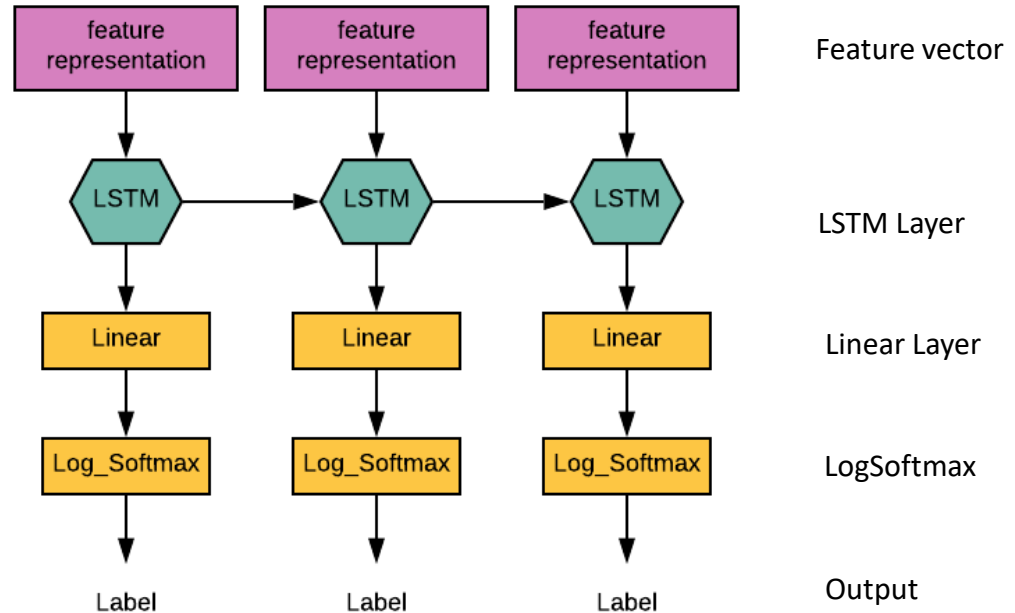 feature
representation
feature
representation
feature
representation
Feature vector
LSTM
LSTM
LSTM
LSTM Layer
Linear
Linear
Linear
Linear Layer
Log_Softmax
Log_Softmax
Log_Softmax
LogSoftmax
Label
Label
Label
Output